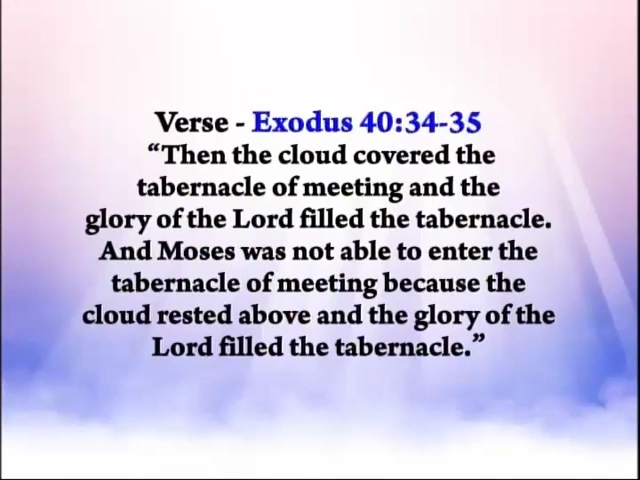 Verse - Exodus 40:34-35
“Then the cloud covered the
tabernacle of meeting and the
glory of the Lord filled the tabernacle.
And Moses was not able to enter the
tabernacle of meeting because the
cloud rested above and the glory of the
Lord filled the tabernacle.”